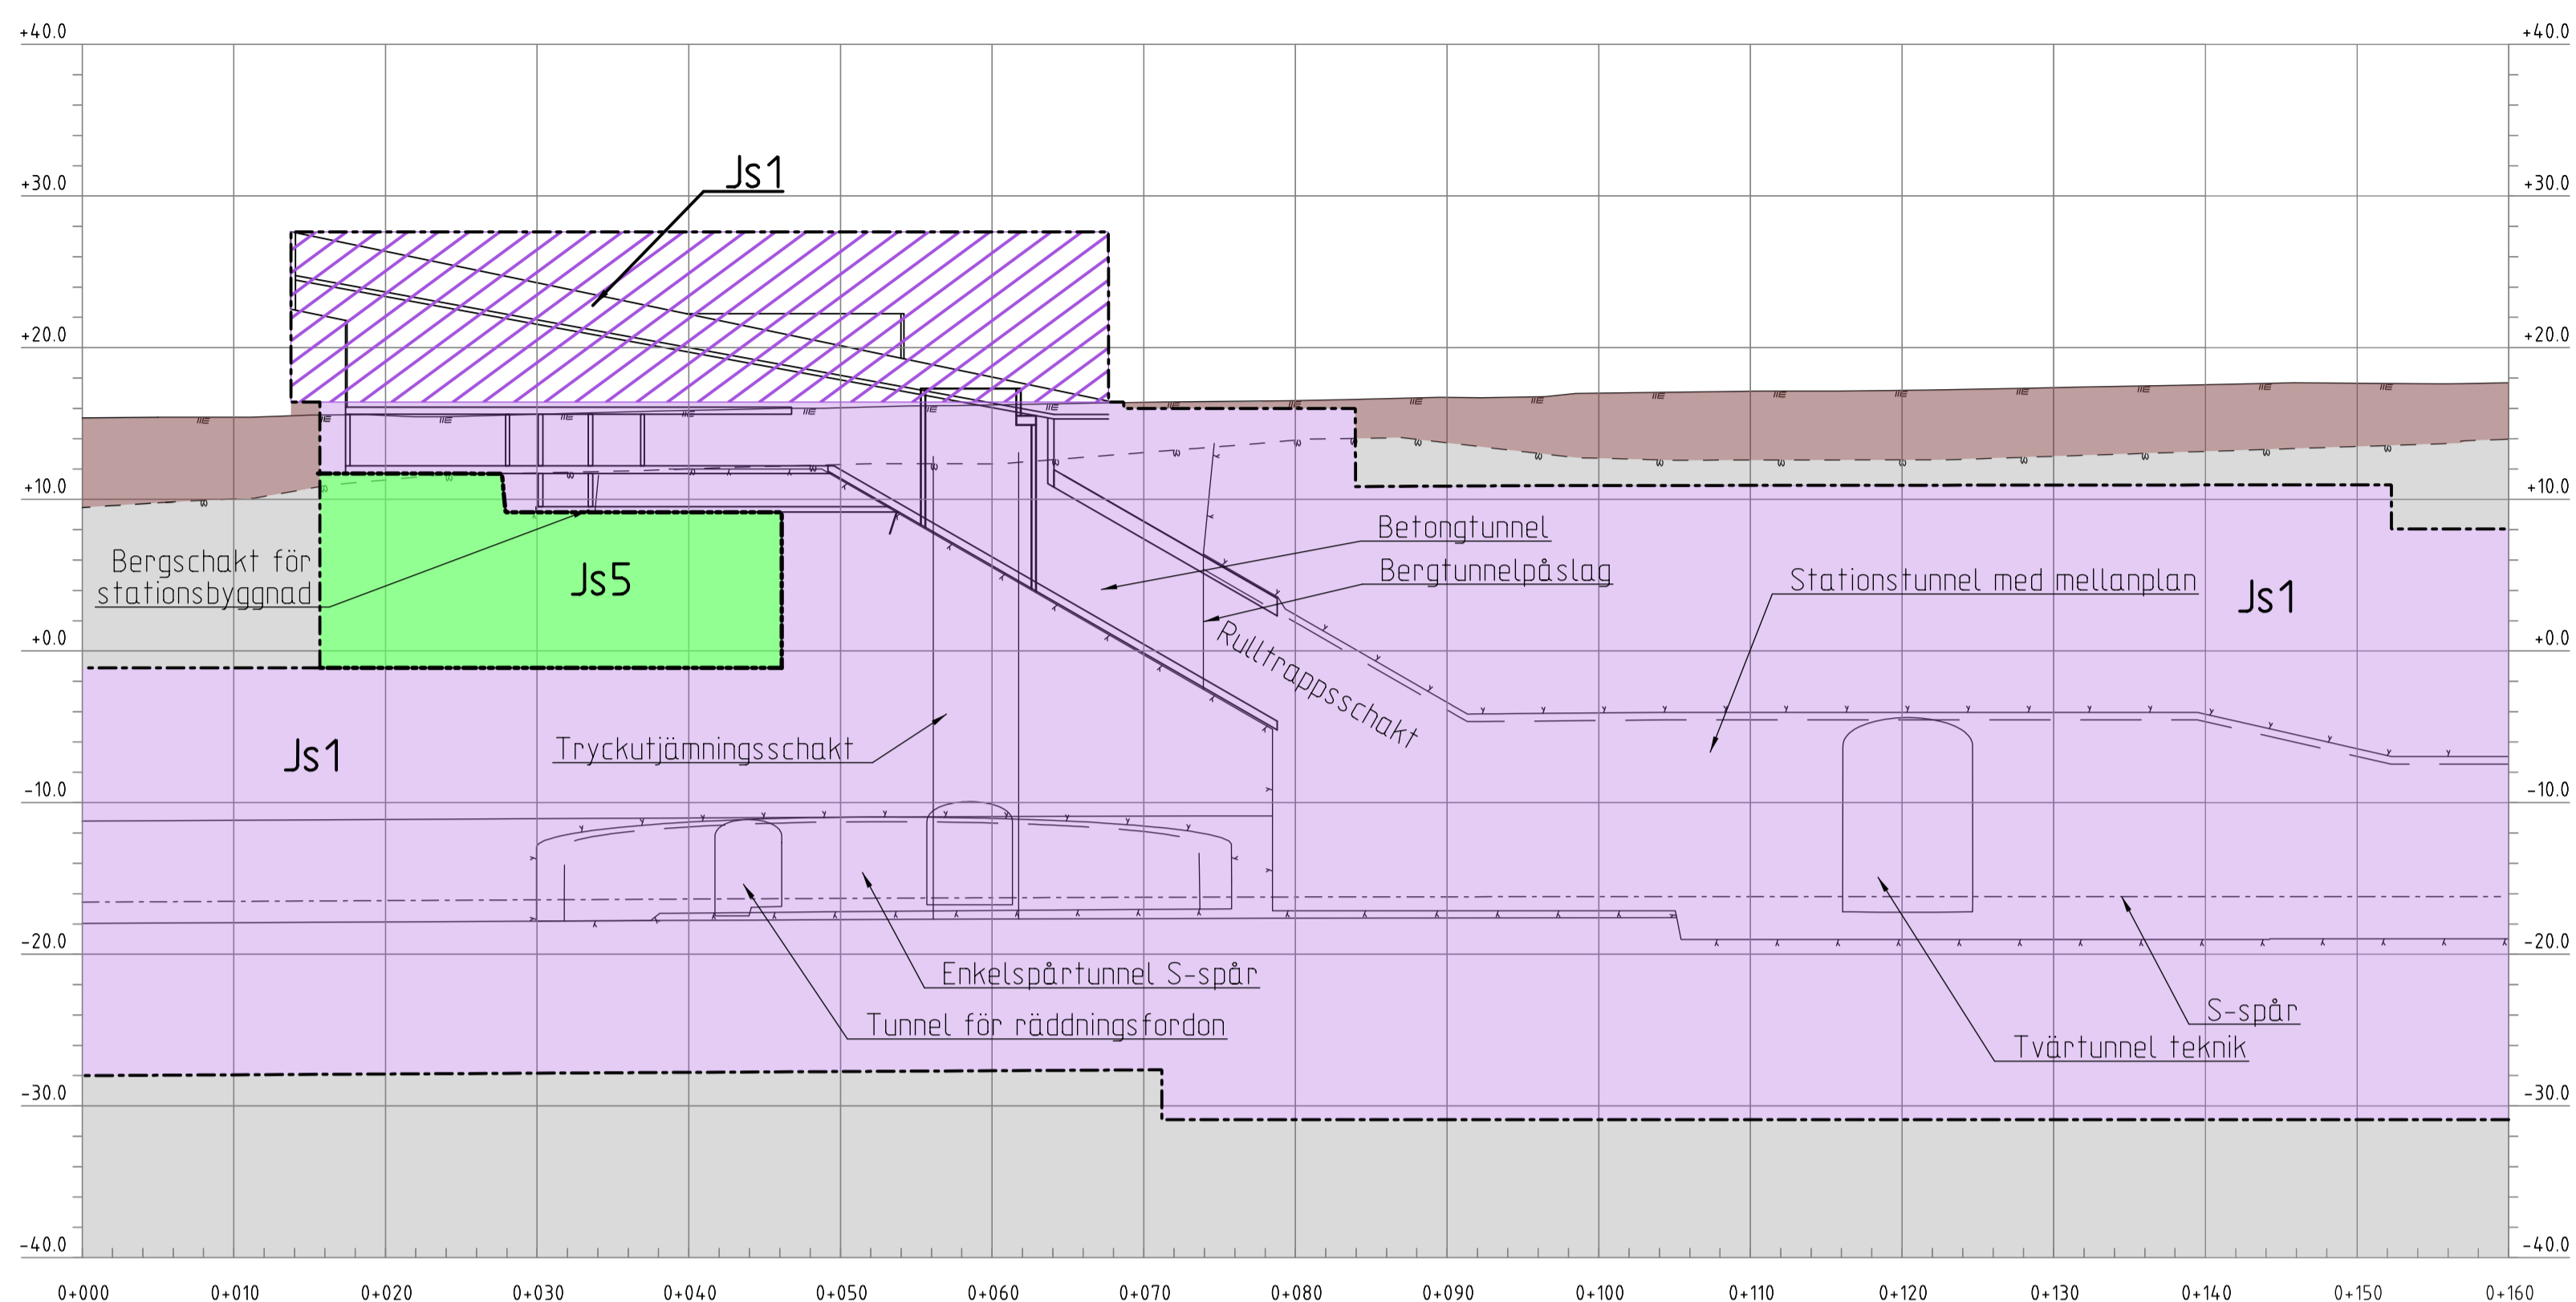 +40.0 +40.0
Js1
+30.0 +30.0
+20.0 +20.0
+10.0 +10.0
Betongtunnel
Bergschakt för
stationsbyggnad
Js5
Bergtunnelpåslag
Stationstunnel med mellanplan
Js1
+0.0 +0.0
Rulltrappsschakt
Js1
Tryckutjämningsschakt
-10.0 -10.0
-20.0 -20.0
Enkelspårtunnel S-spår
Tunnel för räddningsfordon
S-spår
Tvärtunnel teknik
-30.0 -30.0
-40.0 -40.0
0+000 0+010 0+020 0+030 0+040 0+050 0+060 0+070 0+080 0+090 0+100 0+110 0+120 0+130 0+140 0+150 0+160